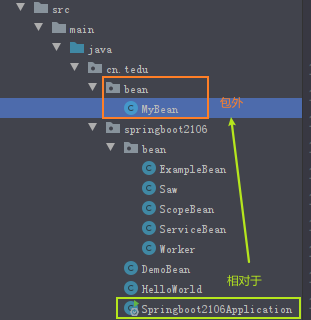 src
main
java
cn.tedu
bean
MyBean
包外
springboot2106
bean
ExampleBean
Saw
ScopeBean
ServiceBean
Worker
DemoBean
相对于
HelloWorld
Springboot2106Application